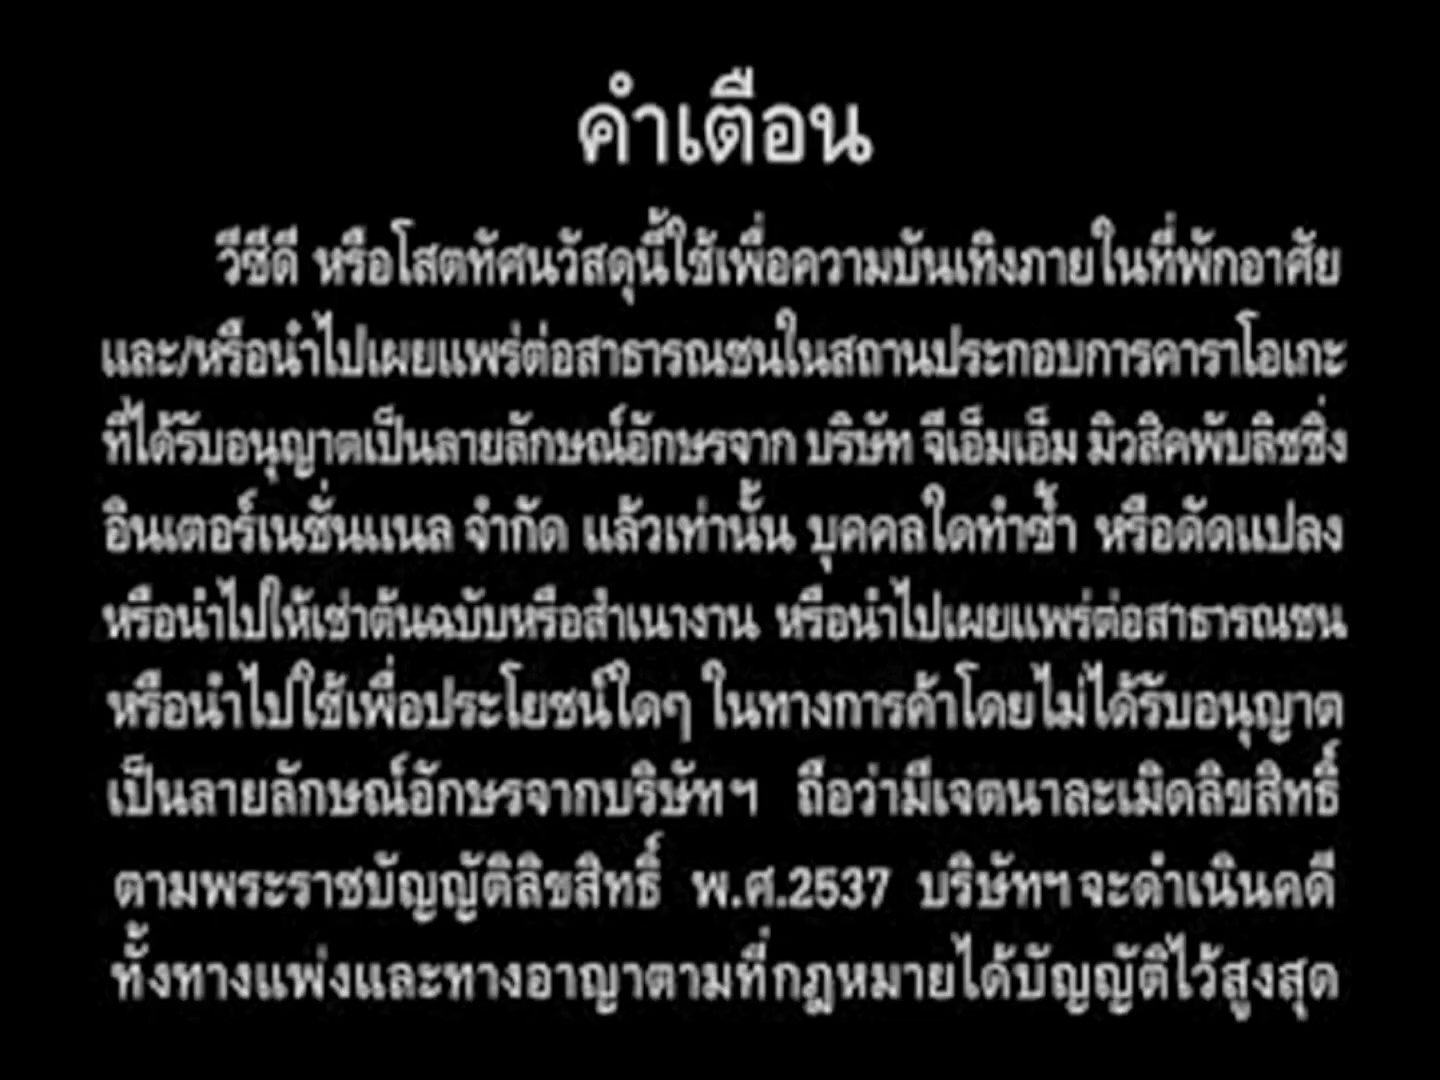 คำเตือน
วีซีดี หรือโสตทัศนวัสดุนี้ใช้เพื่อความบันเทิงภายในที่พักอาศัย
และ/หรือนำไปเผยแพร่ต่อสาธารณชนในสถานประกอบการคาราโอเกะ
ที่ได้รับอนุญาตเป็นลายลักษณ์อักษรจาก บริษัท จีเอ็มเอ็ม มิวสิคพับลิชชิ่ง
อินเตอร์เนชั่นแนล จำกัด แล้วเท่านั้น บุคคลใดทำซ้ำ หรือดัดแปลง
หรือนำไปให้เช่าต้นฉบับหรือสำเนางาน หรือนำไปเผยแพร่ต่อสาธารณชน
หรือนำไปใช้เพื่อประโยชน์ใดๆ ในทางการค้าโดยไม่ได้รับอนุญาต
เป็นลายลักษณ์อักษรจากบริษัทฯ ถือว่ามีเจตนาละเมิดลิขสิทธิ์
ตามพระราชบัญญัติลิขสิทธิ์ พ.ศ.2537 บริษัทฯจะดำเนินคดี
ทั้งทางแพ่งและทางอาญาตามที่กฎหมายได้บัญญัติไว้สูงสุด